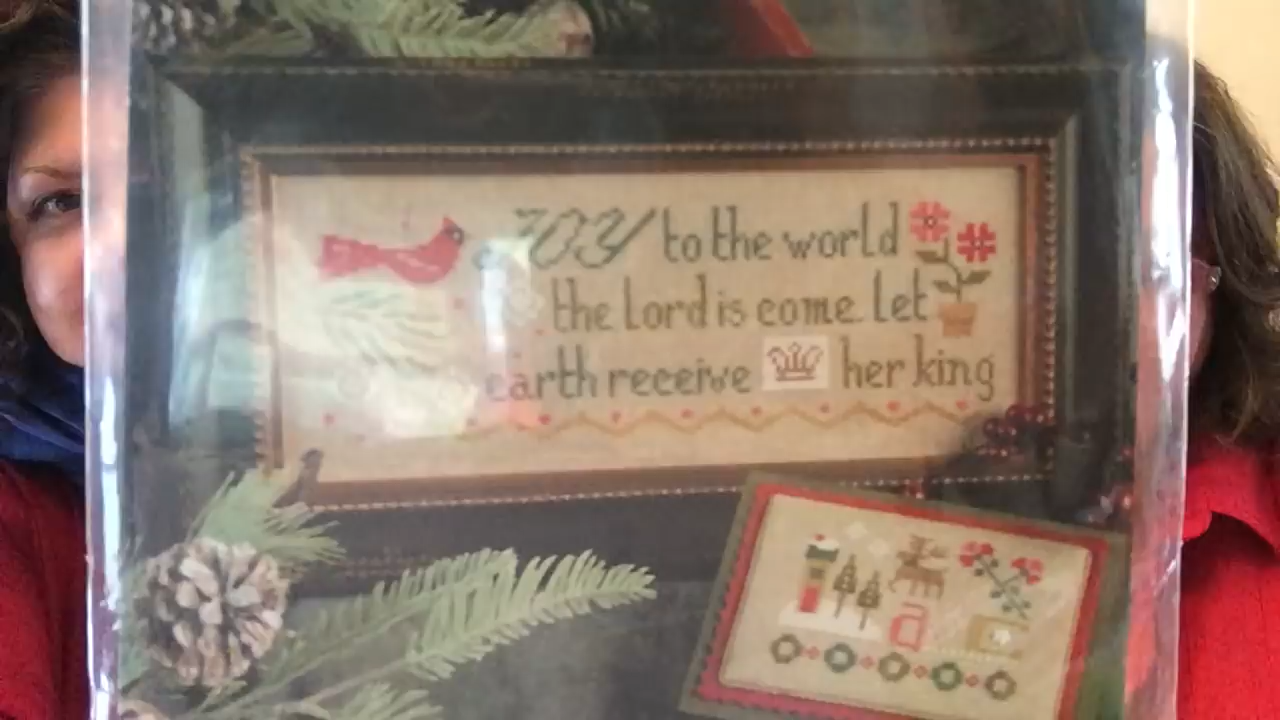 JOY to the world
the Lord is come. let
earth receive her king
a